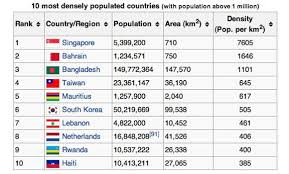 10 most densely populated countries (with population above 1 million)
Rank Country/Region Population Area (km²) Density (Pop. per km²)
1 Singapore 5,399,200 710 7605
2 Bahrain 1,234,571 750 1646
3 Bangladesh 149,772,364 147,570 1101
4 Taiwan 23,361,147 36,190 645
5 Mauritius 1,257,900 2,040 617
6 South Korea 50,219,669 99,538 505
7 Lebanon 4,822,000 10,452 461
8 Netherlands 16,848,208[91] 41,526 406
9 Rwanda 10,537,222 26,338 400
10 Haiti 10,413,211 27,065 385